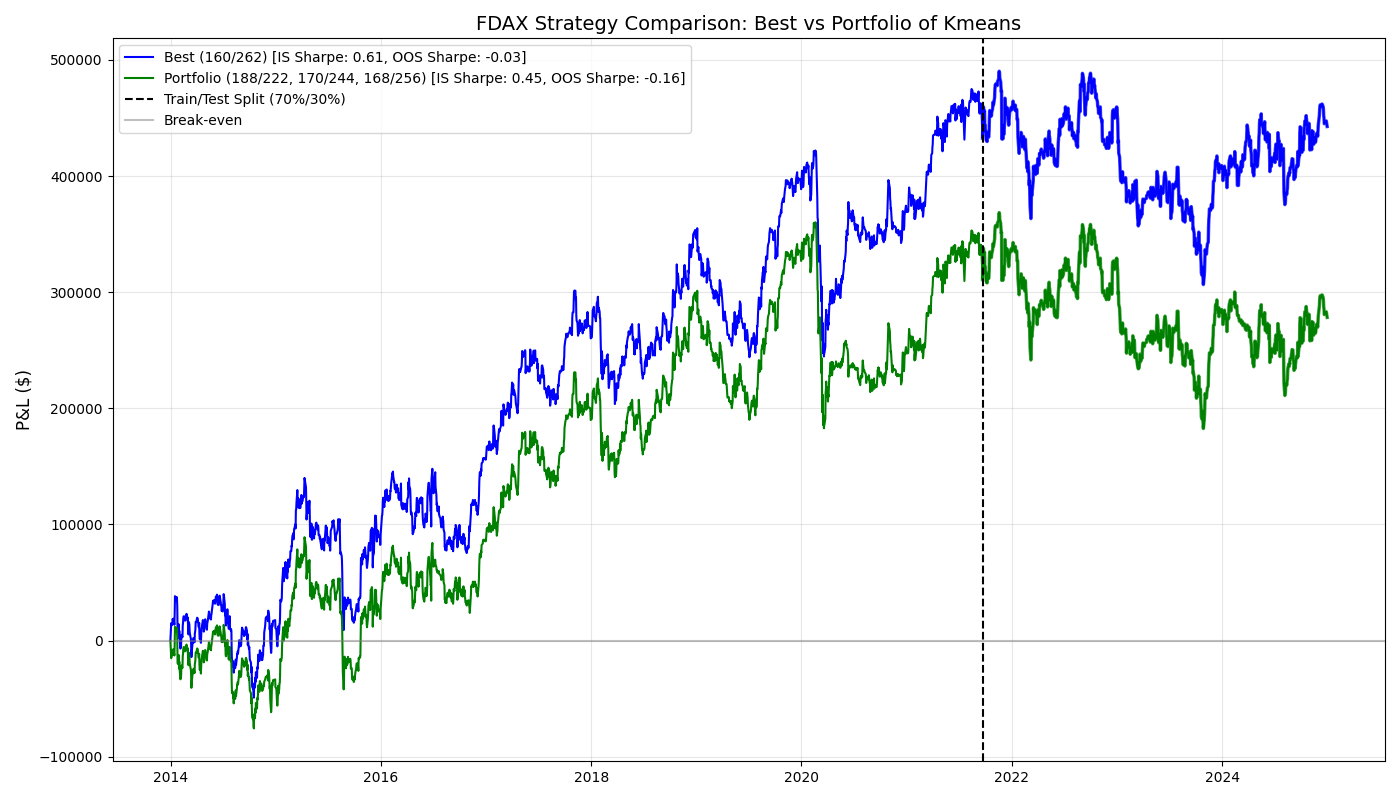 FDAX Strategy Comparison: Best vs Portfolio of Kmeans
Best (160/262) [IS Sharpe: 0.61, OOS Sharpe: -0.03]
Portfolio (188/222, 170/244, 168/256) [IS Sharpe: 0.45, OOS Sharpe: -0.16]
Train/Test Split (70%/30%)
Break-even
P&L ($)
500000
400000
300000
200000
100000
0
−100000
2014 2016 2018 2020 2022 2024